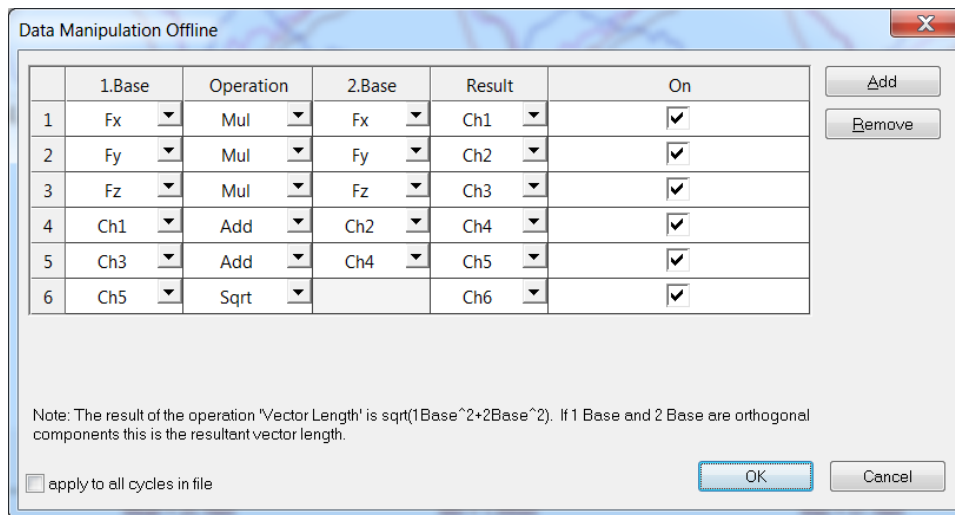 Data Manipulation Offline
X
1.Base Operation 2.Base Result On
1 Fx Mul Fx Ch1
2 Fy Mul Fy Ch2
3 Fz Mul Fz Ch3
4 Ch1 Add Ch2 Ch4
5 Ch3 Add Ch4 Ch5
6 Ch5 Sqrt Ch6
Add
Remove
Note: The result of the operation 'Vector Length' is sqrt(1Base^2+2Base^2). If 1 Base and 2 Base are orthogonal
components this is the resultant vector length.
apply to all cycles in file
OK
Cancel